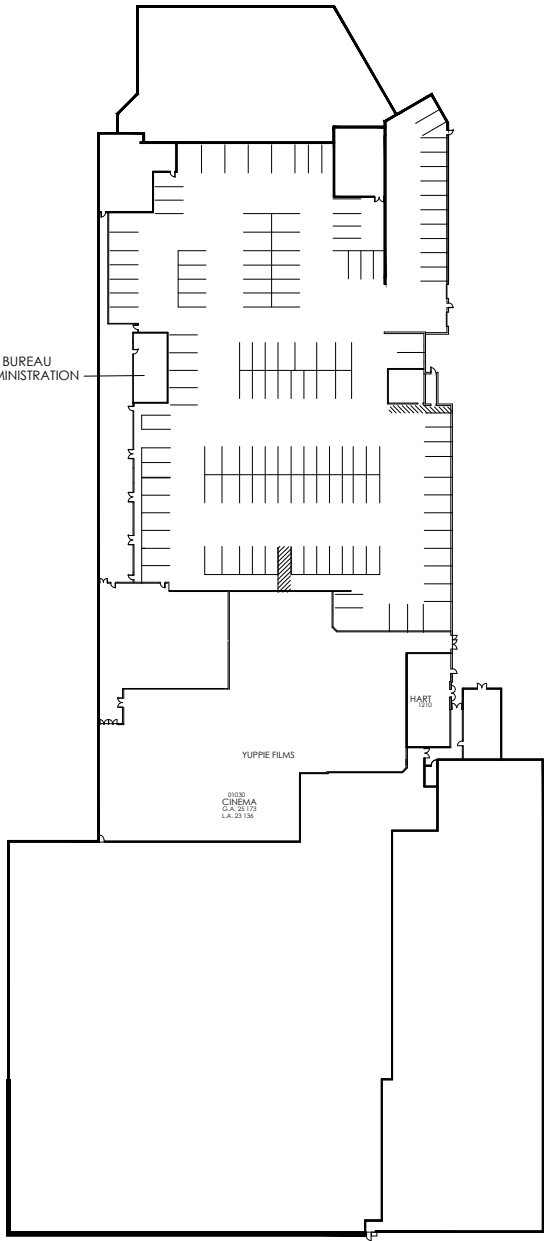 BUREAU
MINISTRATION
HART
1210
YUPPIE FILMS
01030
CINEMA
G.A. 25 173
L.A. 23 136